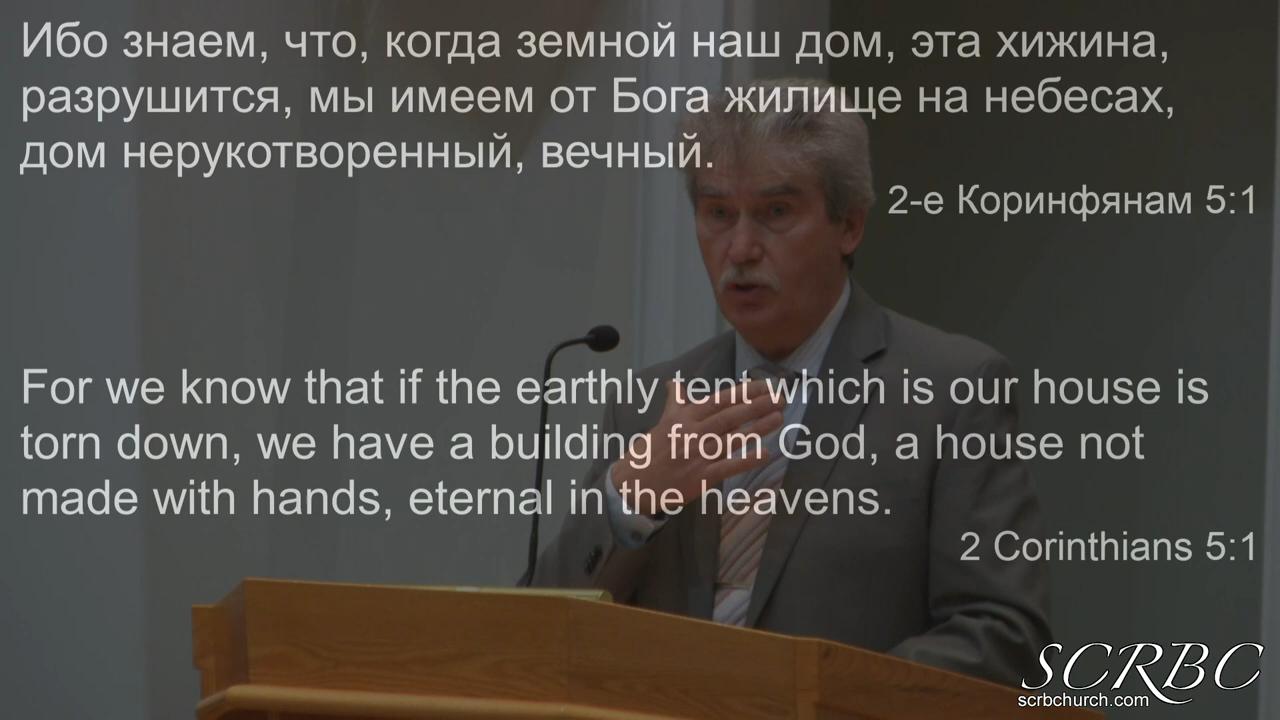 Ибо знаем, что, когда земной наш дом, эта хижина,
разрушится, мы имеем от Бога жилище на небесах,
дом нерукотворенный, вечный.
2-е Коринфянам 5:1
For we know that if the earthly tent which is our house is
torn down, we have a building from God, a house not
made with hands, eternal in the heavens.
2 Corinthians 5:1
SCRBC
scrbchurch.com